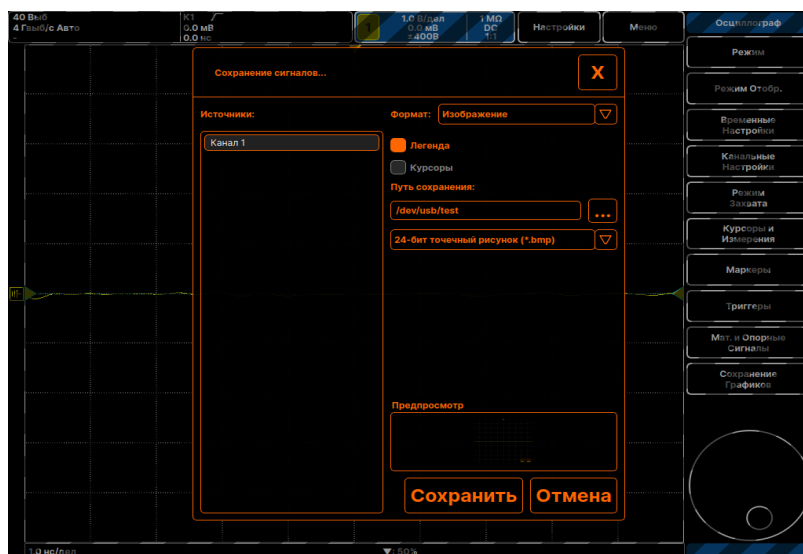 40 Выб
4 Гвыб/с Авто
-
К1
0.0 мВ
0.0 нс
1
1.0 В/дел
0.0 мВ
±400В
1 МΩ
DC
1:1
Настройки
Меню
Осциллограф
Режим
Режим Отобр.
Временные
Настройки
Канальные
Настройки
Режим
Захвата
Курсоры и
Измерения
Маркеры
Триггеры
Мат. и Опорные
Сигналы
Сохранение
Графиков
Сохранение сигналов...
X
Источники:
Канал 1
Формат:
Изображение
Легенда
Курсоры
Путь сохранения:
/dev/usb/test
...
24-бит точечный рисунок (*.bmp)
Предпросмотр
Сохранить
Отмена
1.0 нс/дел
▼: 50%